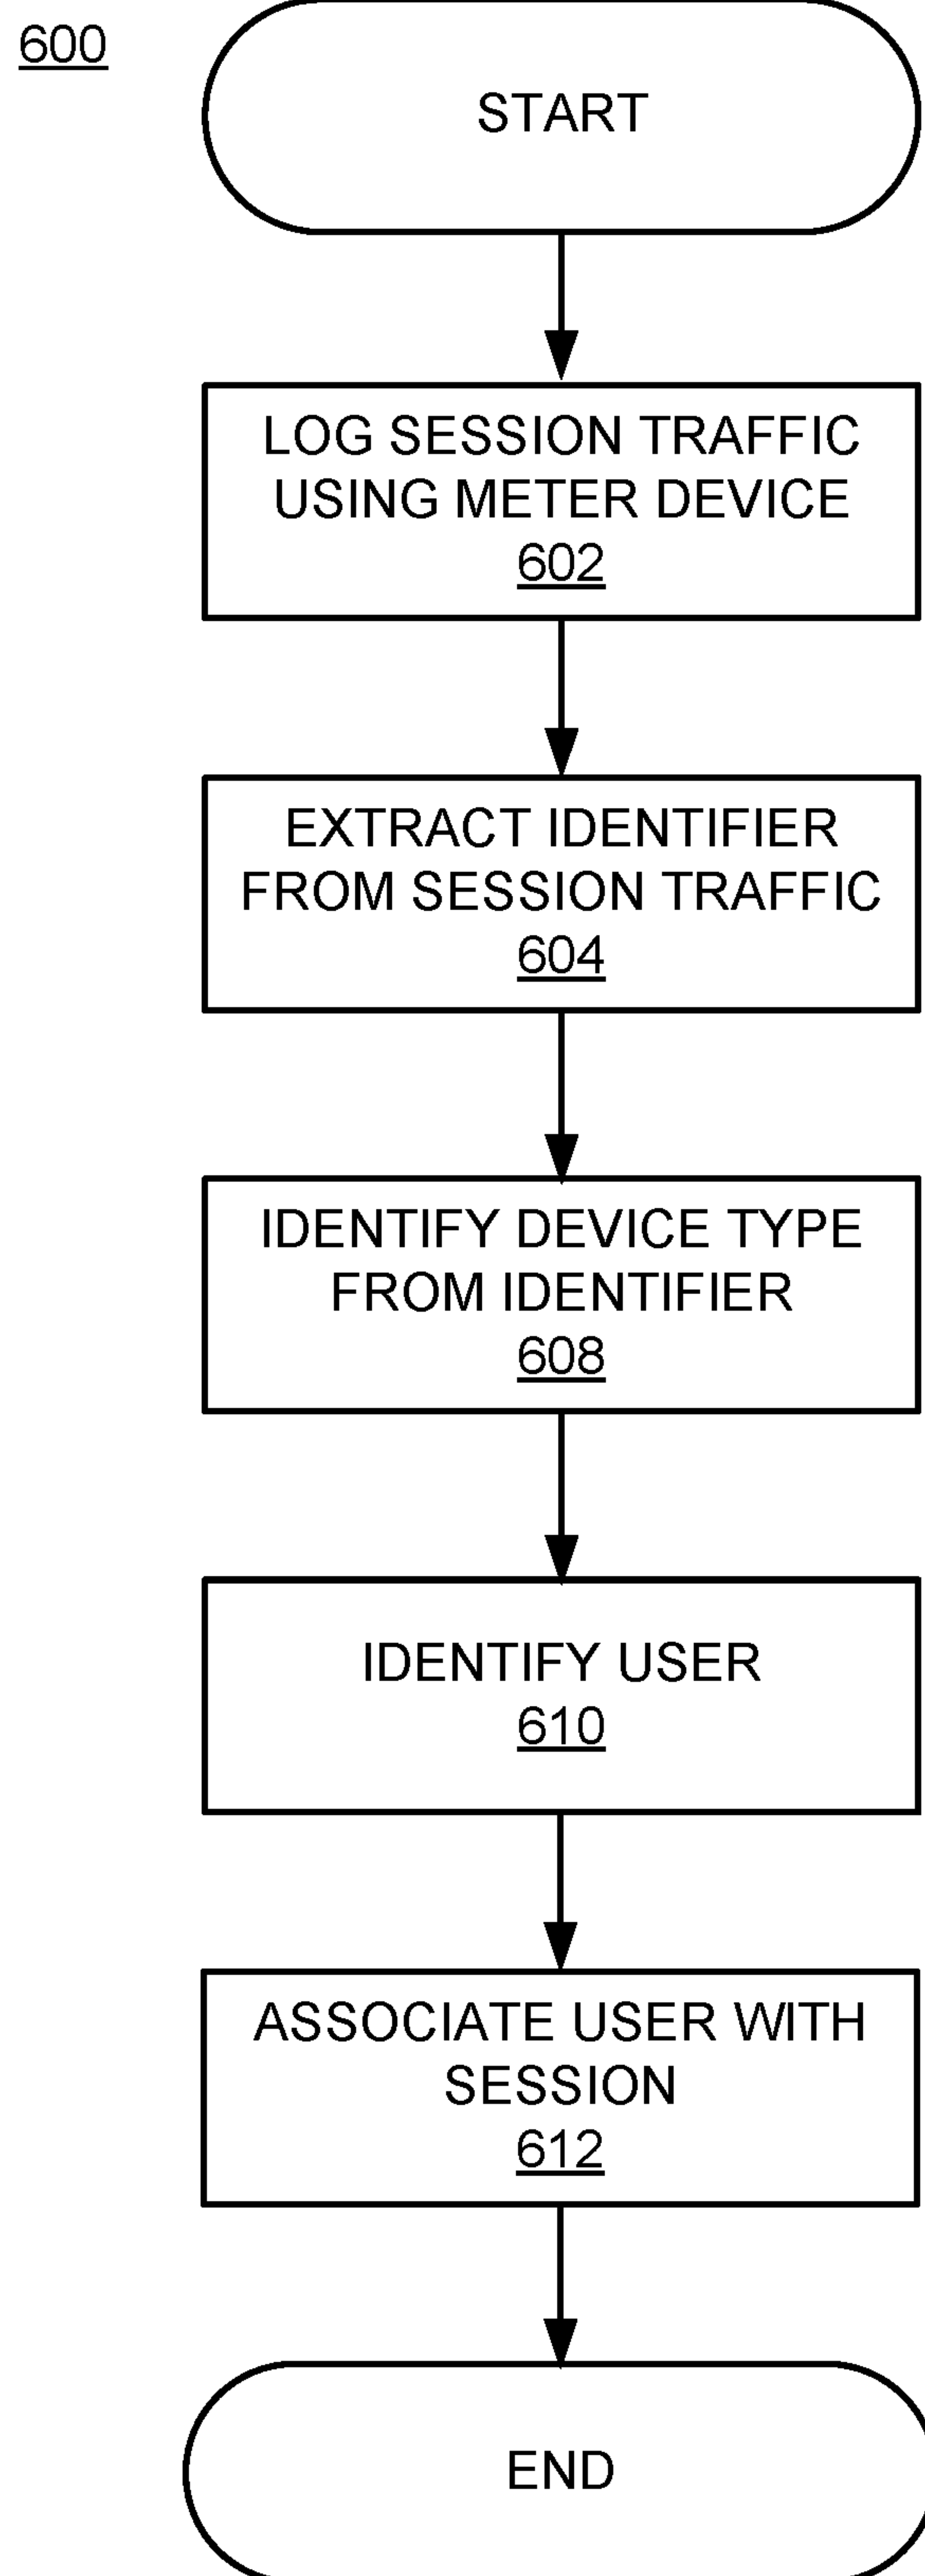 600
START
LOG SESSION TRAFFIC
USING METER DEVICE
602
EXTRACT IDENTIFIER
FROM SESSION TRAFFIC
604
IDENTIFY DEVICE TYPE
FROM IDENTIFIER
608
IDENTIFY USER
610
ASSOCIATE USER WITH
SESSION
612
END